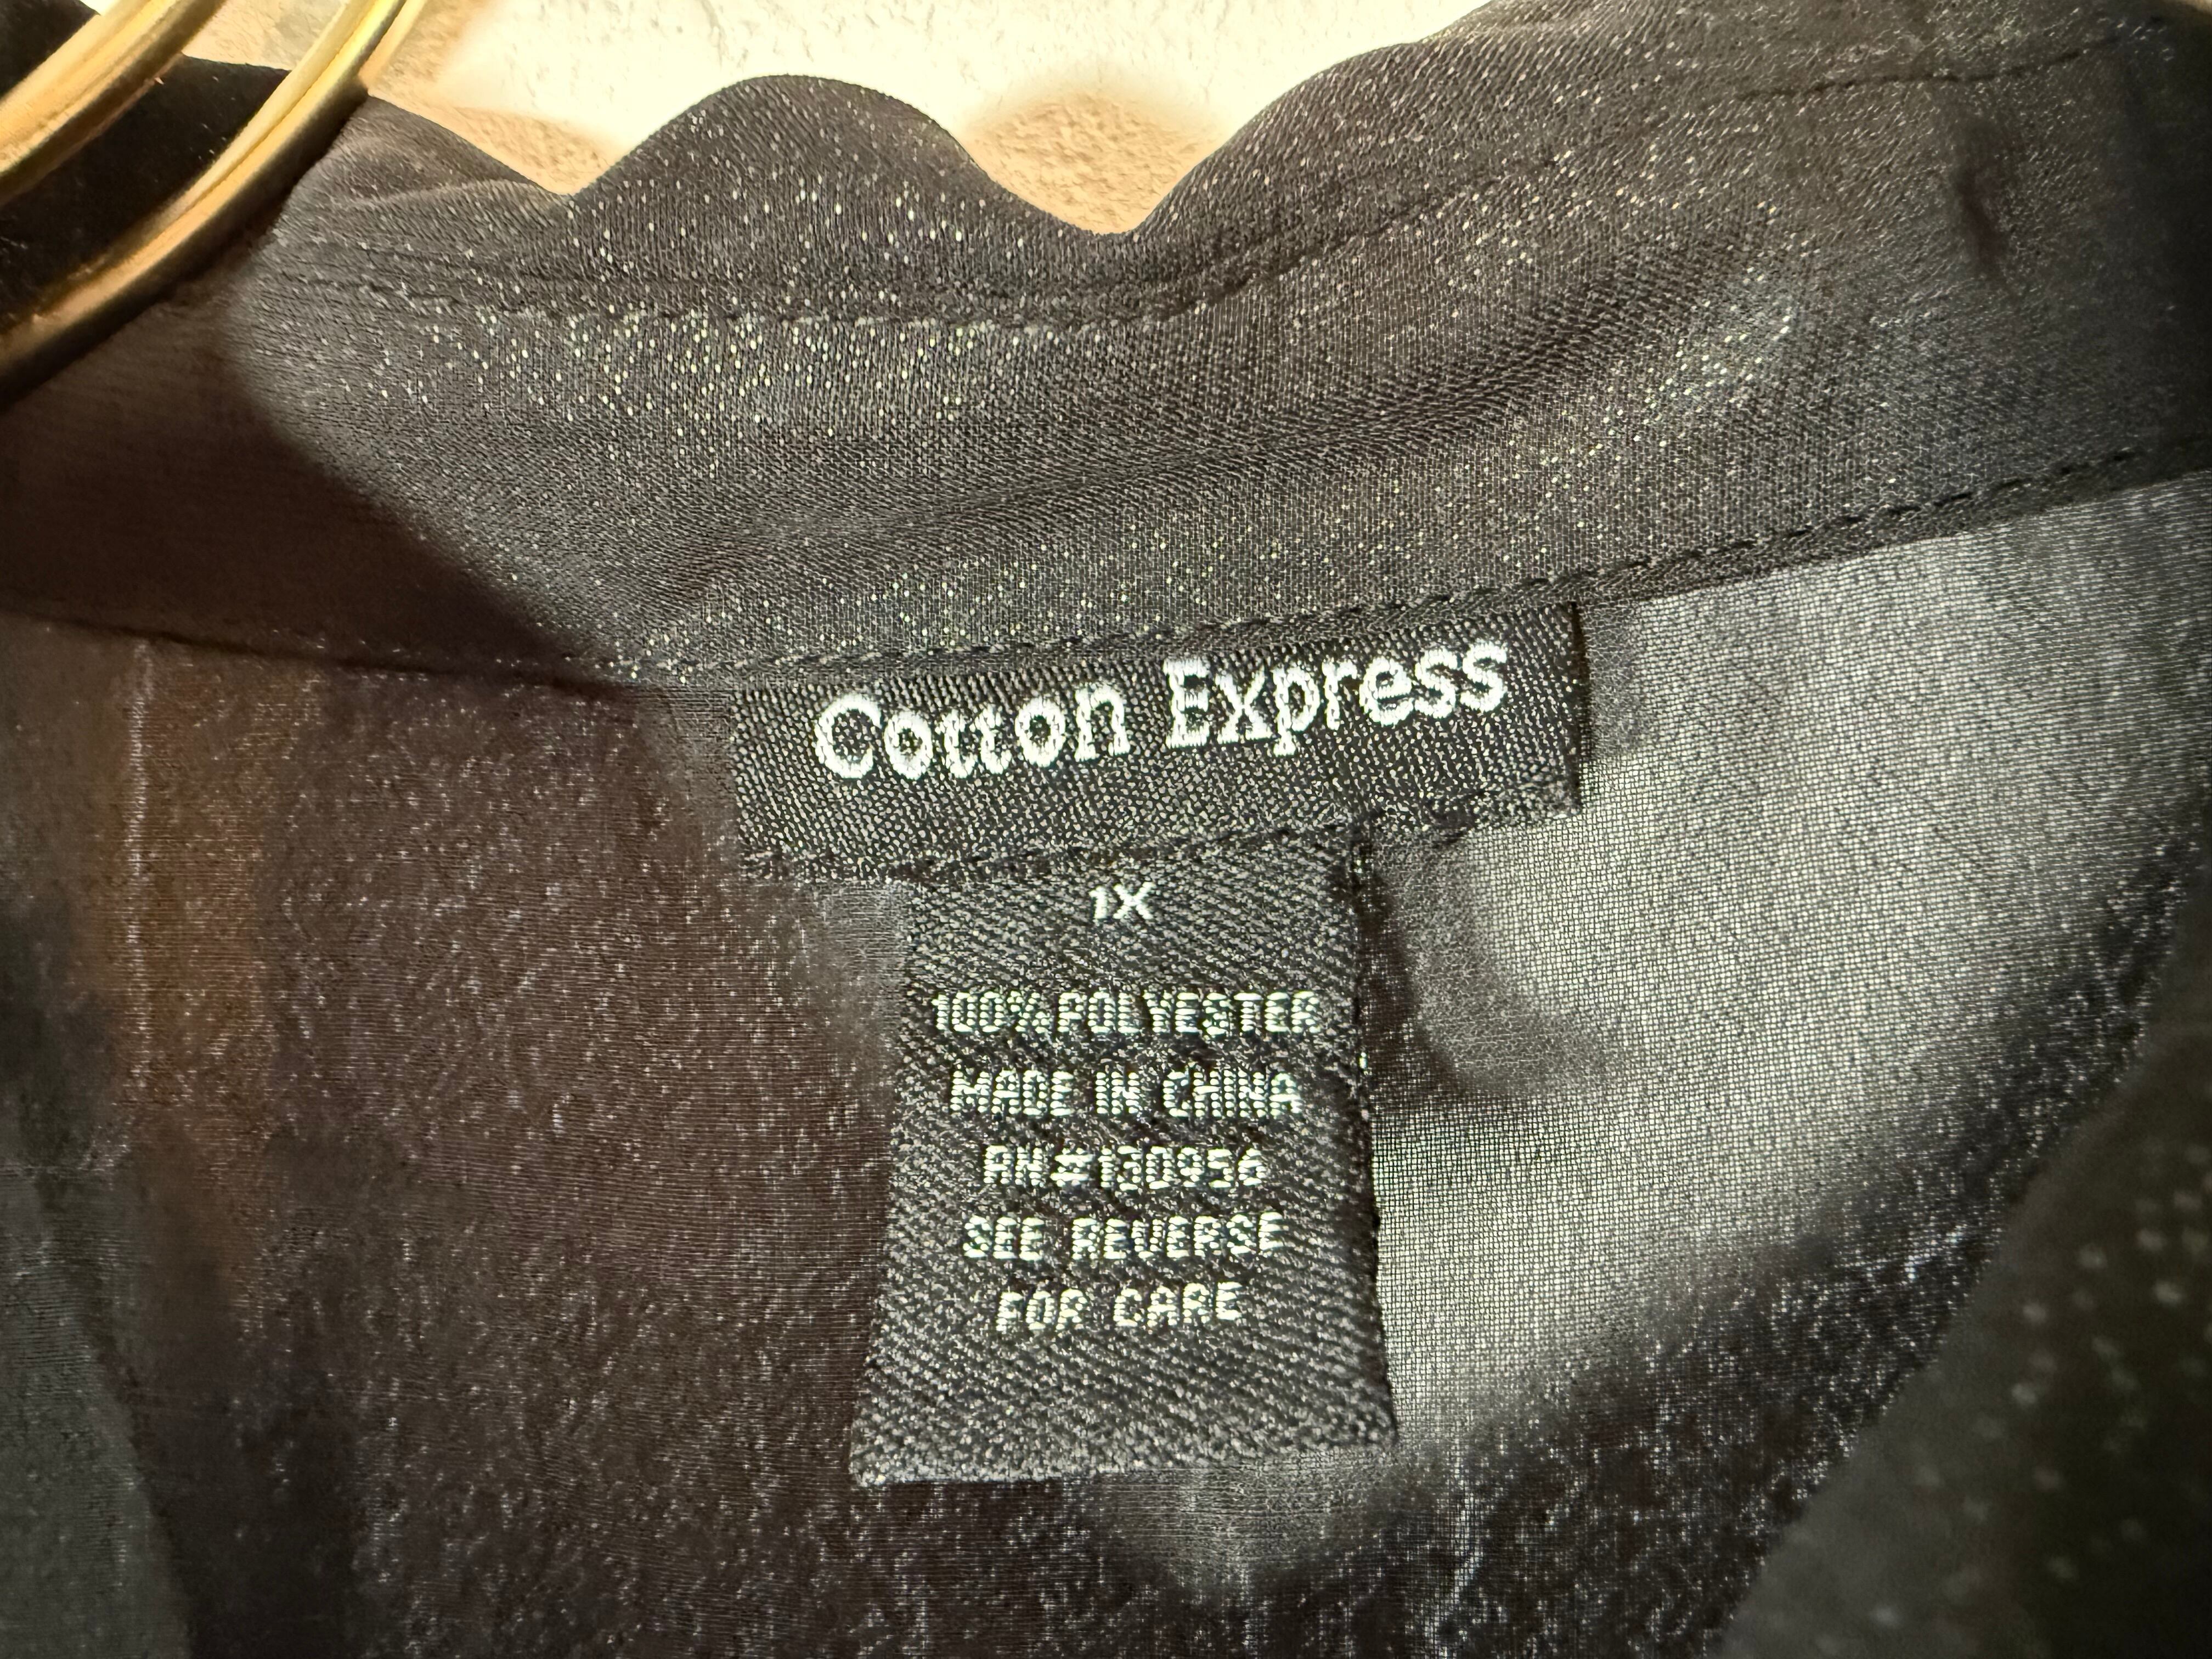 Cotton Express
1X
100% POLYESTER
MADE IN CHINA
RN#130956
SEE REVERSE
FOR CARE